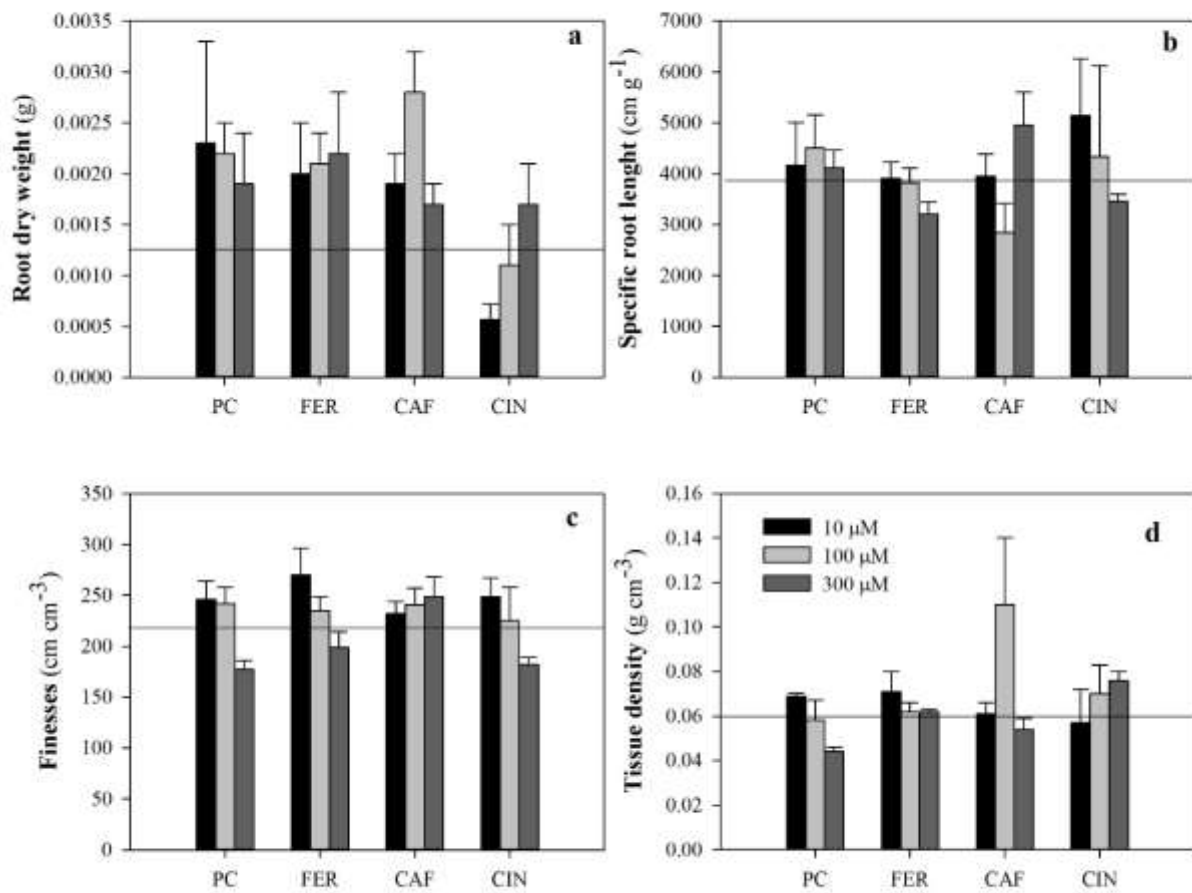 a
Root dry weight (g)
0.0035
0.0030
0.0025
0.0020
0.0015
0.0010
0.0005
0.0000
PC FER CAF CIN
b
Specific root lenght (cm g⁻¹)
7000
6000
5000
4000
3000
2000
1000
0
PC FER CAF CIN
c
Finesses (cm cm⁻³)
350
300
250
200
150
100
50
0
PC FER CAF CIN
d
Tissue density (g cm⁻³)
0.16
0.14
0.12
0.10
0.08
0.06
0.04
0.02
0.00
10 µM
100 µM
300 µM
PC FER CAF CIN